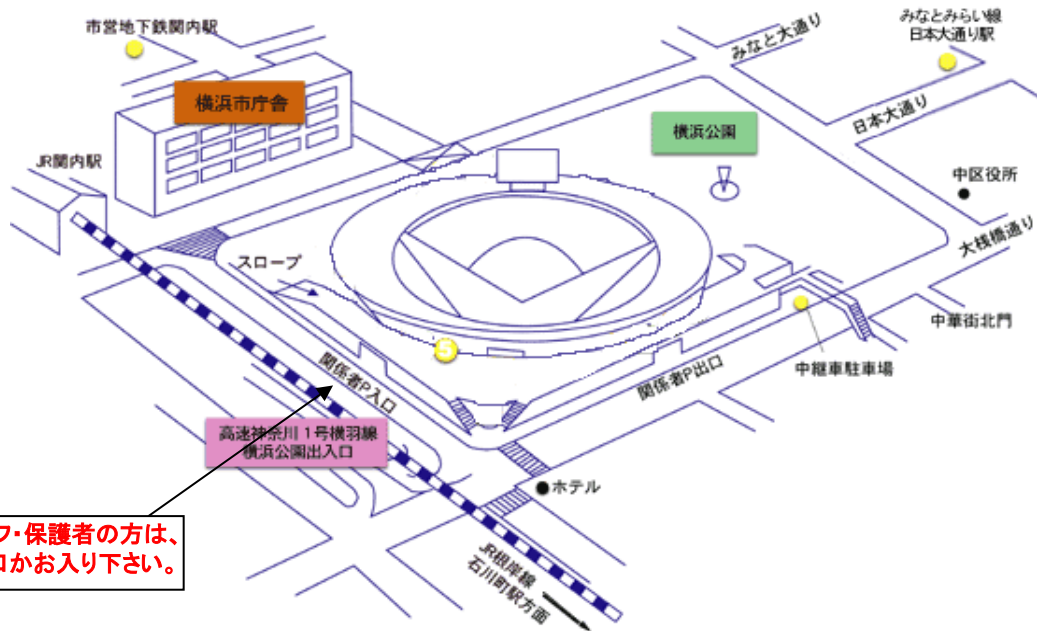 市営地下鉄関内駅
みなとみらい線
日本大通り駅
みなと大通り
横浜市庁舎
横浜公園
日本大通り
JR関内駅
中区役所
大桟橋通り
スロープ
中華街北門
5
関係者P入口
関係者P出口
中継車駐車場
高速神奈川1号横羽線
横浜公園出入口
ホテル
フ・保護者の方は、
口かお入り下さい。
JR根岸線
石川町駅方面